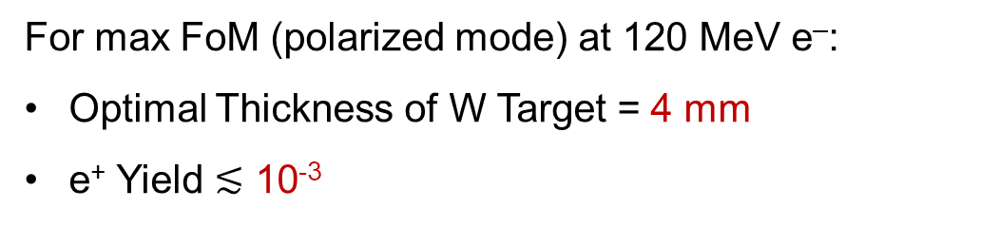 For max FoM (polarized mode) at 120 MeV e⁻:
• Optimal Thickness of W Target = 4 mm
• e⁺ Yield ≲ 10⁻³